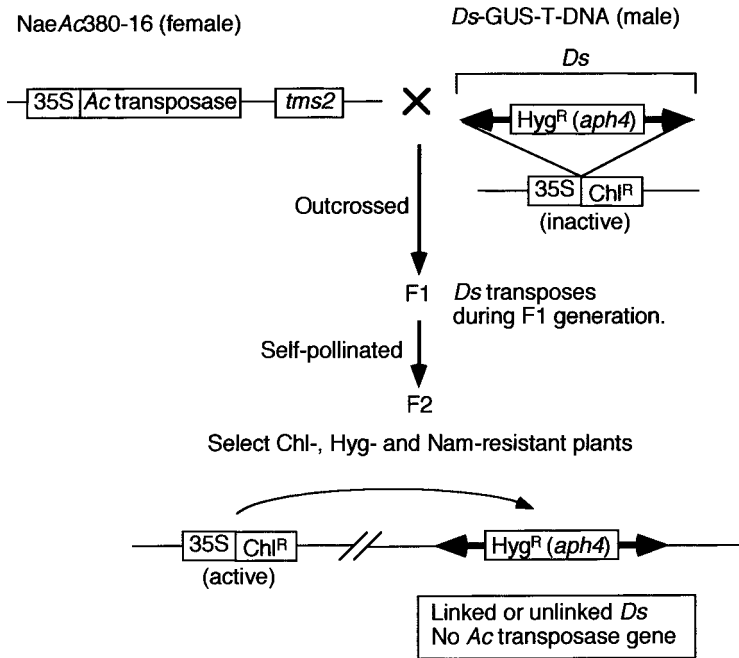 NaeAc380-16 (female)
Ds-GUS-T-DNA (male)
Ds
35S Ac transposase tms2
Hygᴿ (aph4)
35S Chlᴿ
(inactive)
Outcrossed
F1 Ds transposes
during F1 generation.
Self-pollinated
F2
Select Chl-, Hyg- and Nam-resistant plants
35S Chlᴿ
(active)
Hygᴿ (aph4)
Linked or unlinked Ds
No Ac transposase gene